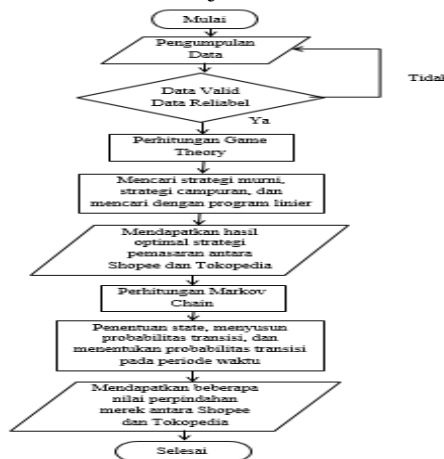 Mulai
Pengumpulan
Data
Tidak
Data Valid
Data Reliabel
Ya
Perhitungan Game
Theory
Mencari strategi murni,
strategi campuran, dan
mencari dengan program linier
Mendapatkan hasil
optimal strategi
pemasaran antara
Shopee dan Tokopedia
Perhitungan Markov
Chain
Penentuan state, menyusun
probabilitas transisi, dan
menentukan probabilitas transisi
pada periode waktu
Mendapatkan beberapa
nilai perpindahan
merek antara Shopee
dan Tokopedia
Selesai